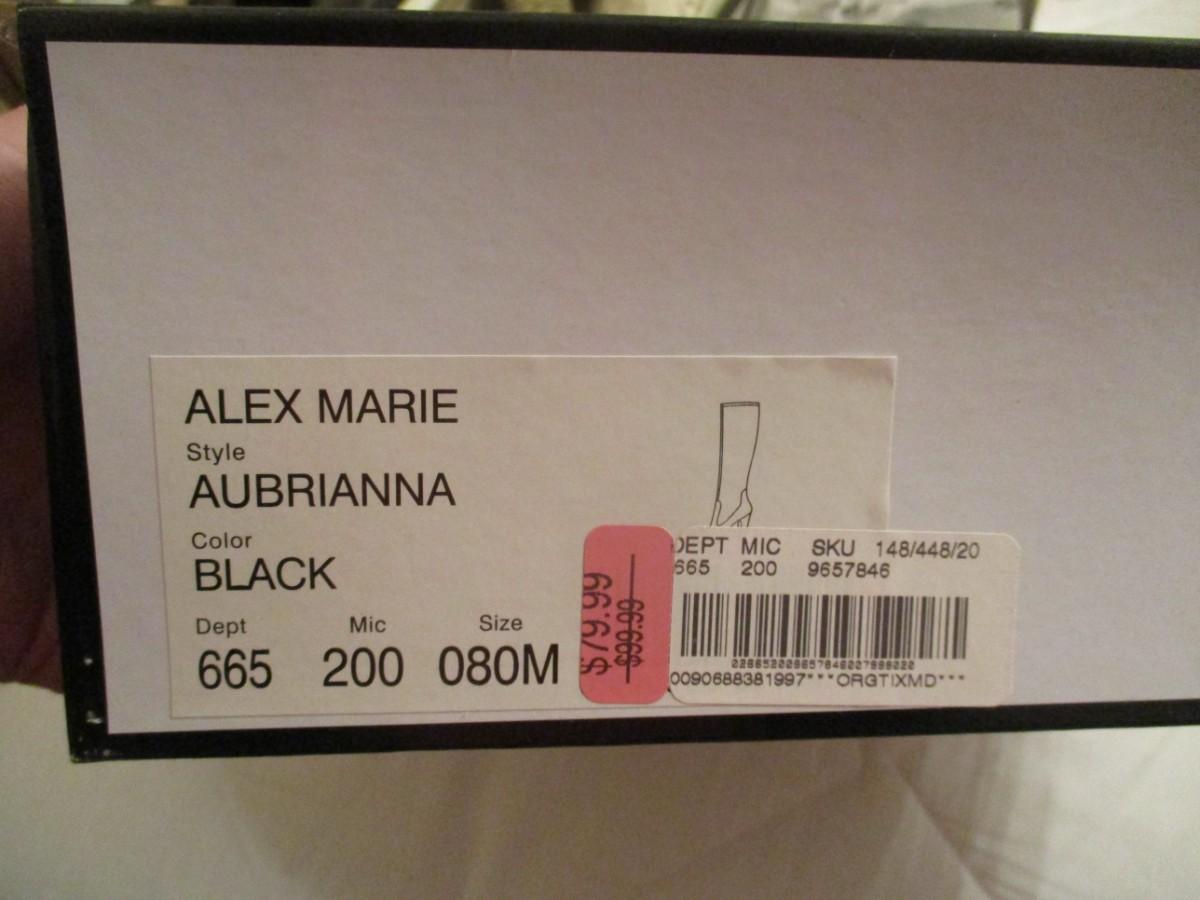 ALEX MARIE
Style
AUBRIANNA
Color
BLACK
Dept Mic Size
665 200 080M
$79.99
$99.99
DEPT MIC SKU 148/448/20
665 200 9657846
0090688381997***ORGTIXMD***